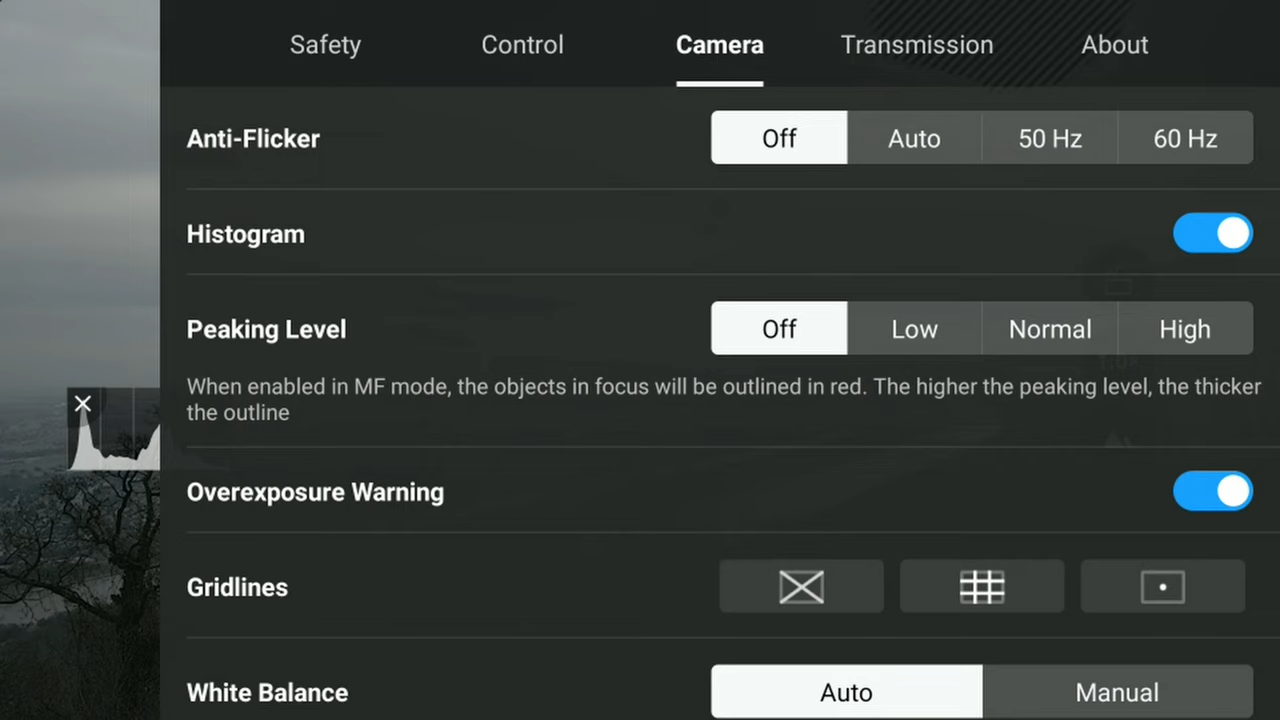 Safety Control Camera Transmission About
Anti-Flicker Off Auto 50 Hz 60 Hz
Histogram
Peaking Level Off Low Normal High
When enabled in MF mode, the objects in focus will be outlined in red. The higher the peaking level, the thicker
the outline
Overexposure Warning
Gridlines
White Balance Auto Manual